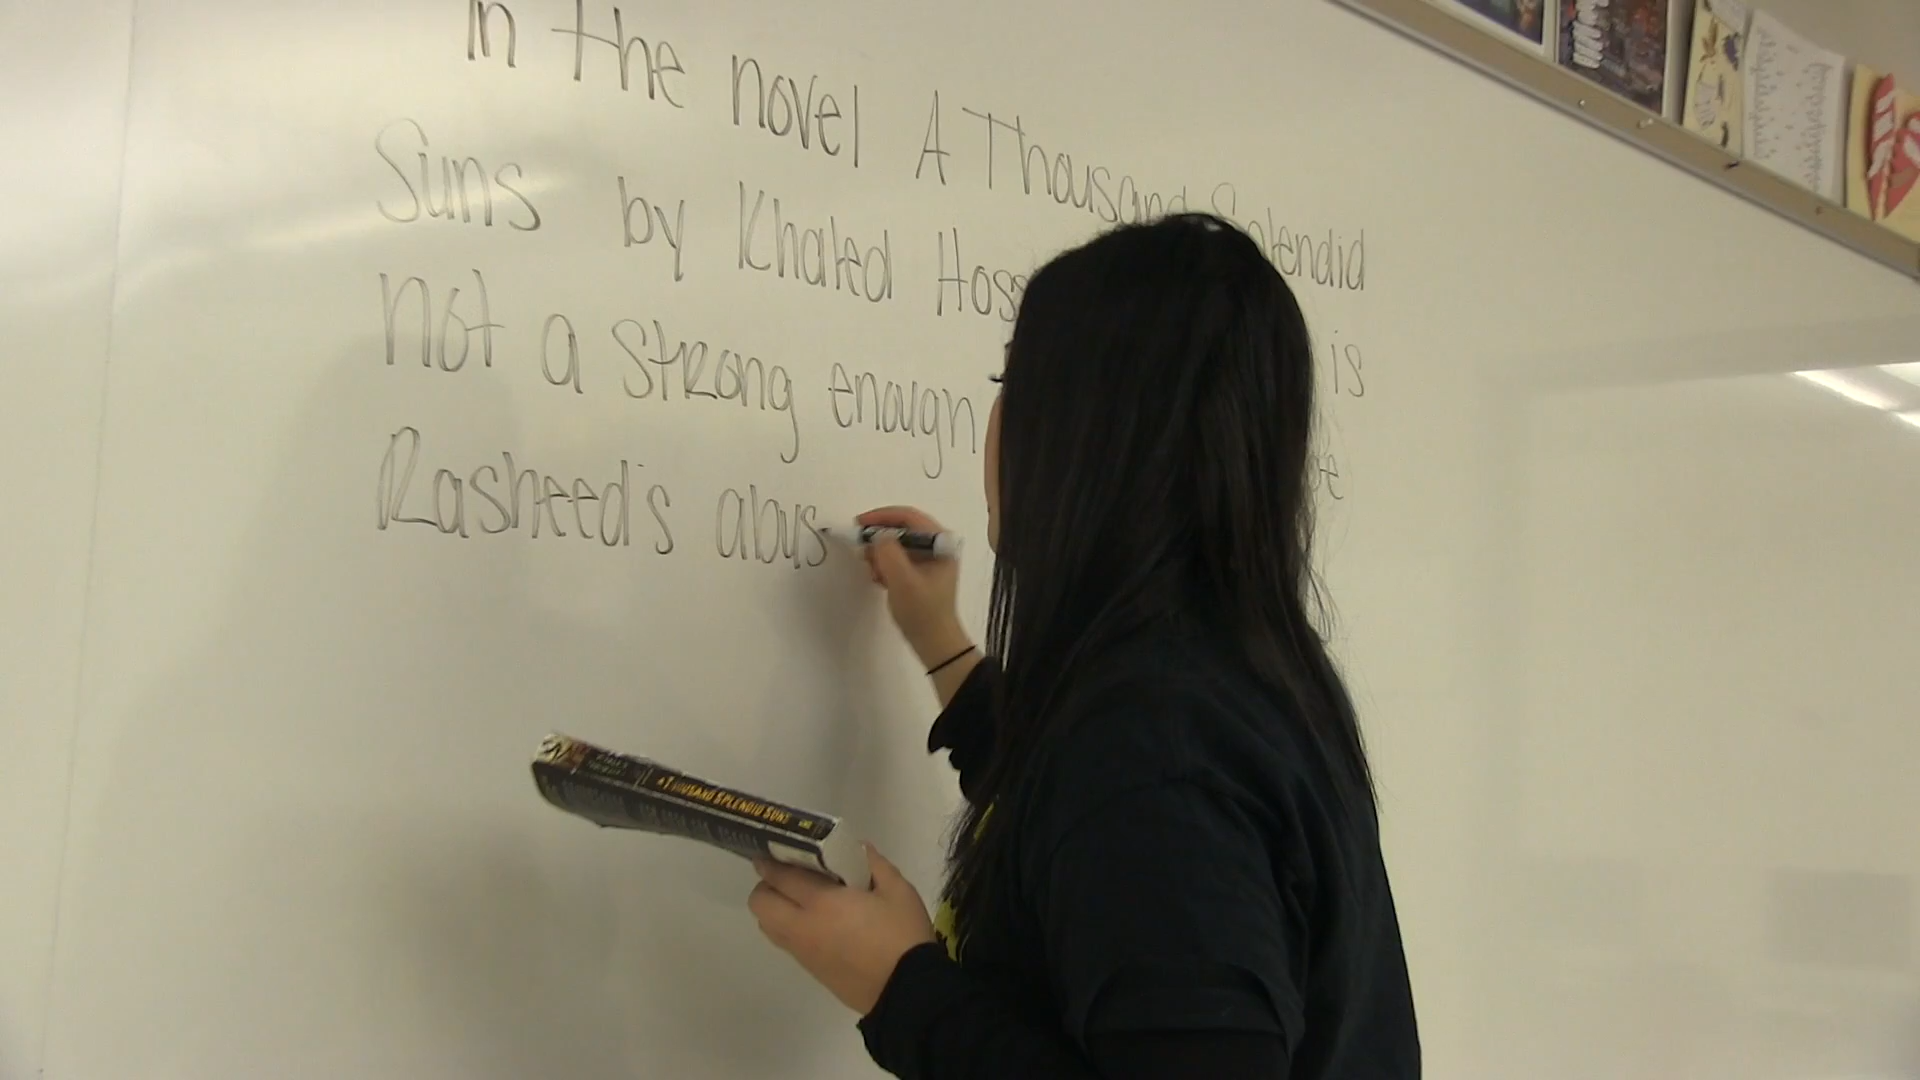 In the novel A Thousand Splendid
Suns by Khaled Hoss is
not a strong enough
Rasheed's abus
A THOUSAND SPLENDID SUNS